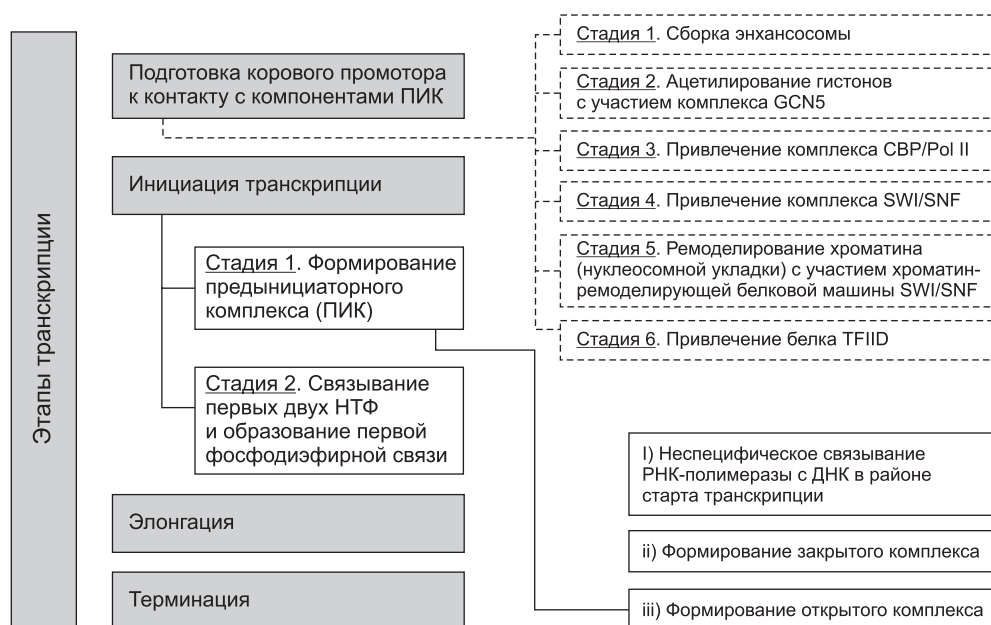 Этапы транскрипции
Подготовка корового промотора
к контакту с компонентами ПИК
Стадия 1. Сборка энхансосомы
Стадия 2. Ацетилирование гистонов
с участием комплекса GCN5
Стадия 3. Привлечение комплекса CBP/Pol II
Стадия 4. Привлечение комплекса SWI/SNF
Стадия 5. Ремоделирование хроматина
(нуклеосомной укладки) с участием хроматин-
ремоделирующей белковой машины SWI/SNF
Стадия 6. Привлечение белка TFIID
Инициация транскрипции
Стадия 1. Формирование
предынициаторного
комплекса (ПИК)
I) Неспецифическое связывание
РНК-полимеразы с ДНК в районе
старта транскрипции
ii) Формирование закрытого комплекса
iii) Формирование открытого комплекса
Стадия 2. Связывание
первых двух НТФ
и образование первой
фосфодиэфирной связи
Элонгация
Терминация